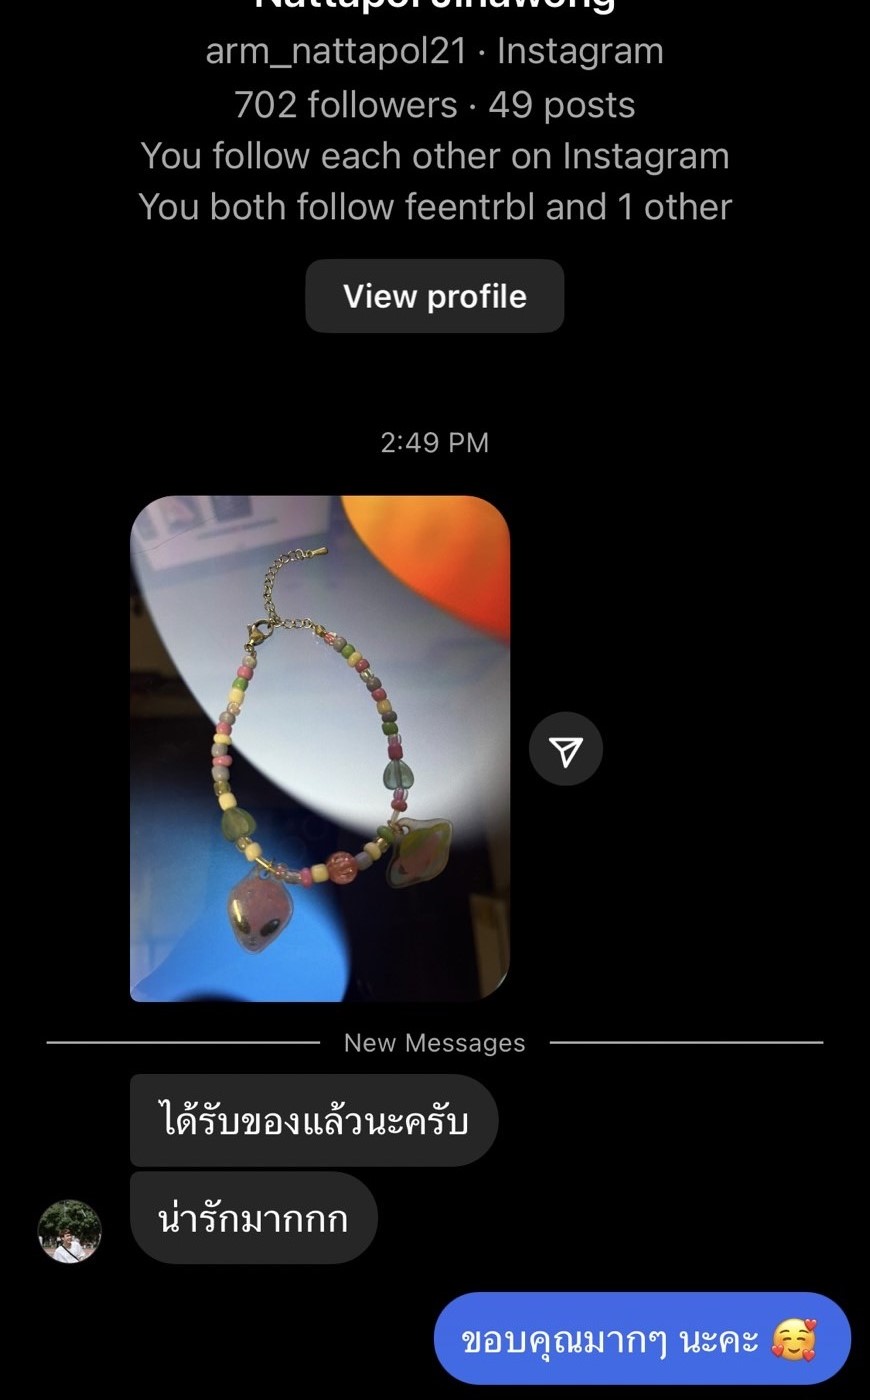 arm_nattapol21 · Instagram
702 followers · 49 posts
You follow each other on Instagram
You both follow feentrbl and 1 other
View profile
2:49 PM
New Messages
ได้รับของแล้วนะครับ
น่ารักมากกก
ขอบคุณมากๆ นะคะ 🥰